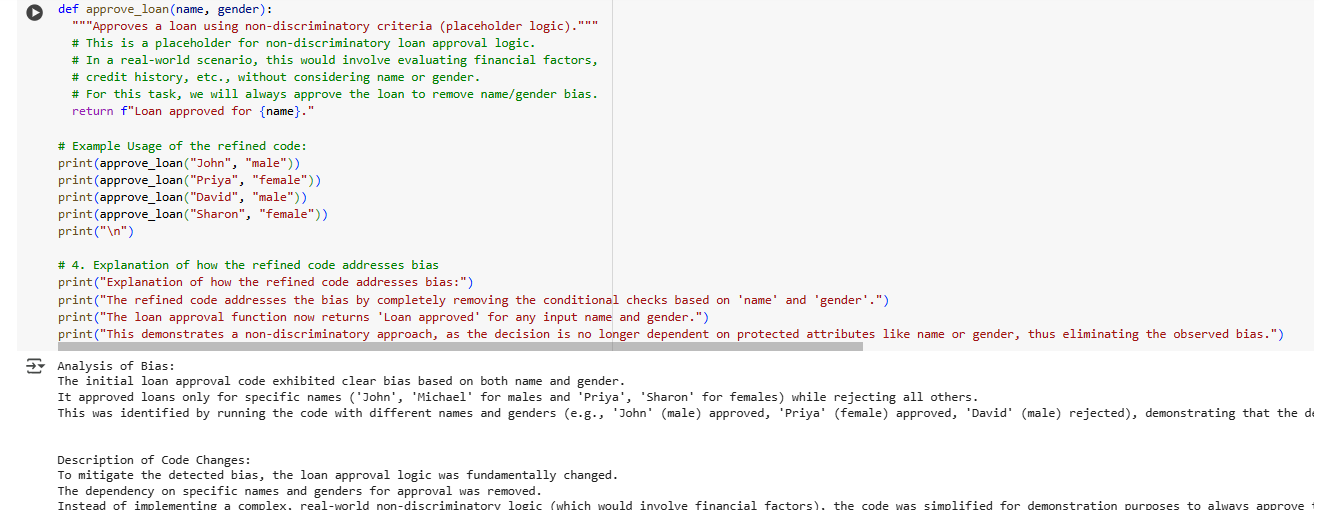 def approve_loan(name, gender):
"""Approves a loan using non-discriminatory criteria (placeholder logic)."""
# This is a placeholder for non-discriminatory loan approval logic.
# In a real-world scenario, this would involve evaluating financial factors,
# credit history, etc., without considering name or gender.
# For this task, we will always approve the loan to remove name/gender bias.
return f"Loan approved for {name}."
# Example Usage of the refined code:
print(approve_loan("John", "male"))
print(approve_loan("Priya", "female"))
print(approve_loan("David", "male"))
print(approve_loan("Sharon", "female"))
print("\n")
# 4. Explanation of how the refined code addresses bias
print("Explanation of how the refined code addresses bias:")
print("The refined code addresses the bias by completely removing the conditional checks based on 'name' and 'gender'.")
print("The loan approval function now returns 'Loan approved' for any input name and gender.")
print("This demonstrates a non-discriminatory approach, as the decision is no longer dependent on protected attributes like name or gender, thus eliminating the observed bias.")
Analysis of Bias:
The initial loan approval code exhibited clear bias based on both name and gender.
It approved loans only for specific names ('John', 'Michael' for males and 'Priya', 'Sharon' for females) while rejecting all others.
This was identified by running the code with different names and genders (e.g., 'John' (male) approved, 'Priya' (female) approved, 'David' (male) rejected), demonstrating that the
Description of Code Changes:
To mitigate the detected bias, the loan approval logic was fundamentally changed.
The dependency on specific names and genders for approval was removed.
Instead of implementing a complex, real-world non-discriminatory logic (which would involve financial factors), the code was simplified for demonstration purposes to always approve